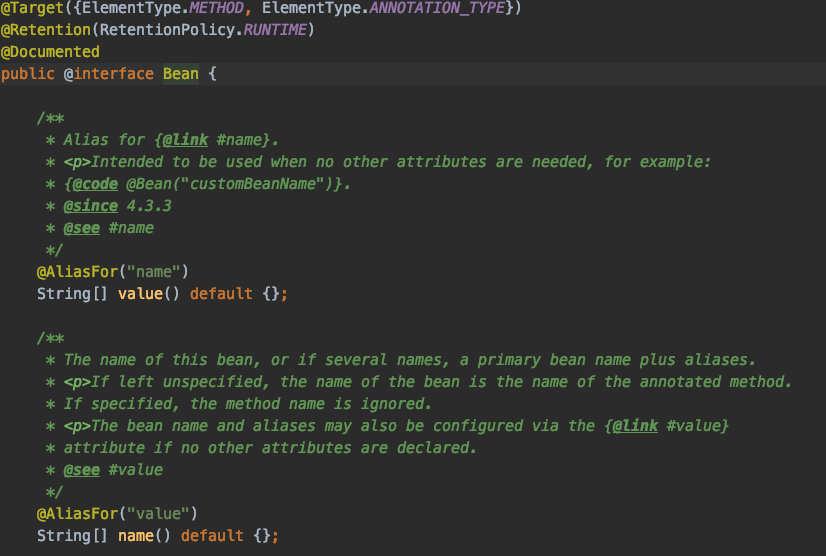 @Target({ElementType.METHOD, ElementType.ANNOTATION_TYPE})
@Retention(RetentionPolicy.RUNTIME)
@Documented
public @interface Bean {
/**
* Alias for {@link #name}.
* <p>Intended to be used when no other attributes are needed, for example:
* {@code @Bean("customBeanName")}.
* @since 4.3.3
* @see #name
*/
@AliasFor("name")
String[] value() default {};
/**
* The name of this bean, or if several names, a primary bean name plus aliases.
* <p>If left unspecified, the name of the bean is the name of the annotated method.
* If specified, the method name is ignored.
* <p>The bean name and aliases may also be configured via the {@link #value}
* attribute if no other attributes are declared.
* @see #value
*/
@AliasFor("value")
String[] name() default {};